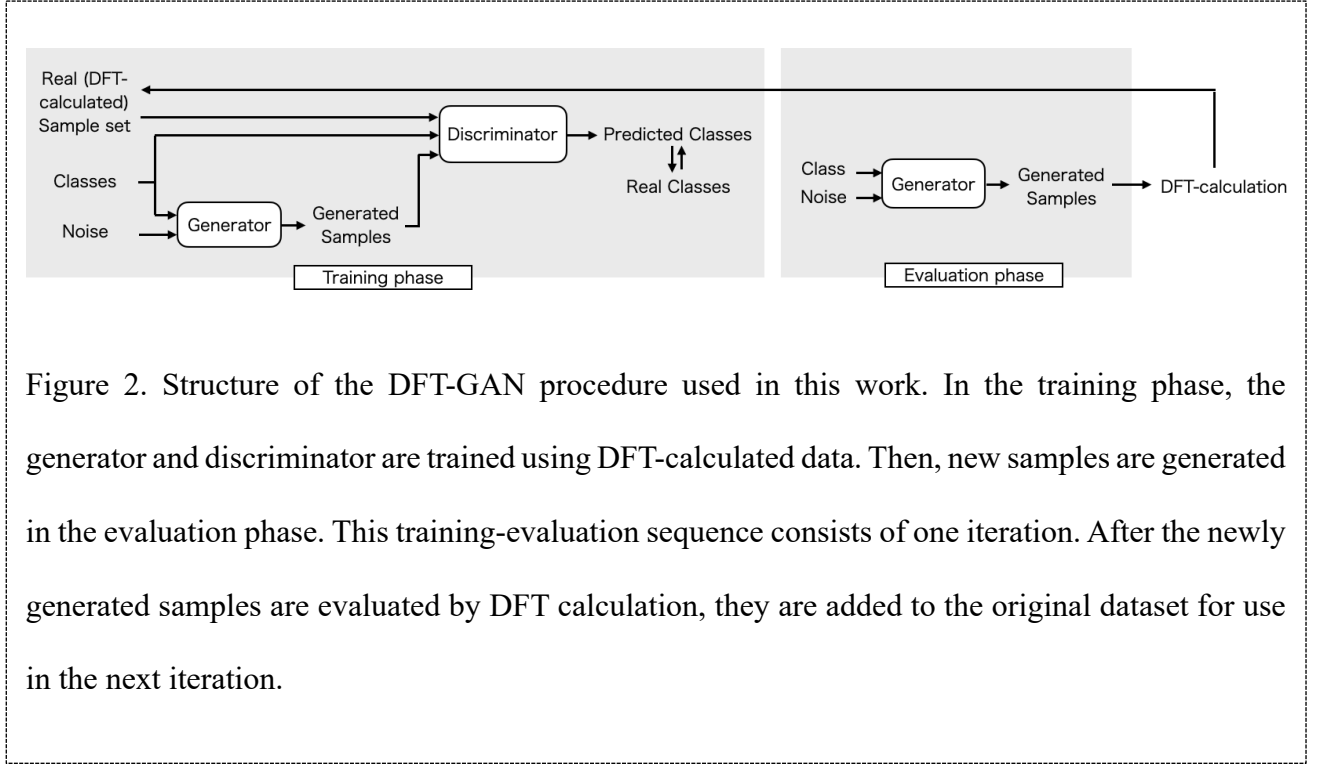 Real (DFT-
calculated)
Sample set
Classes
Noise
Generator
Generated
Samples
Discriminator
Predicted Classes
Real Classes
Training phase
Class
Noise
Generator
Generated
Samples
DFT-calculation
Evaluation phase
Figure 2. Structure of the DFT-GAN procedure used in this work. In the training phase, the
generator and discriminator are trained using DFT-calculated data. Then, new samples are generated
in the evaluation phase. This training-evaluation sequence consists of one iteration. After the newly
generated samples are evaluated by DFT calculation, they are added to the original dataset for use
in the next iteration.